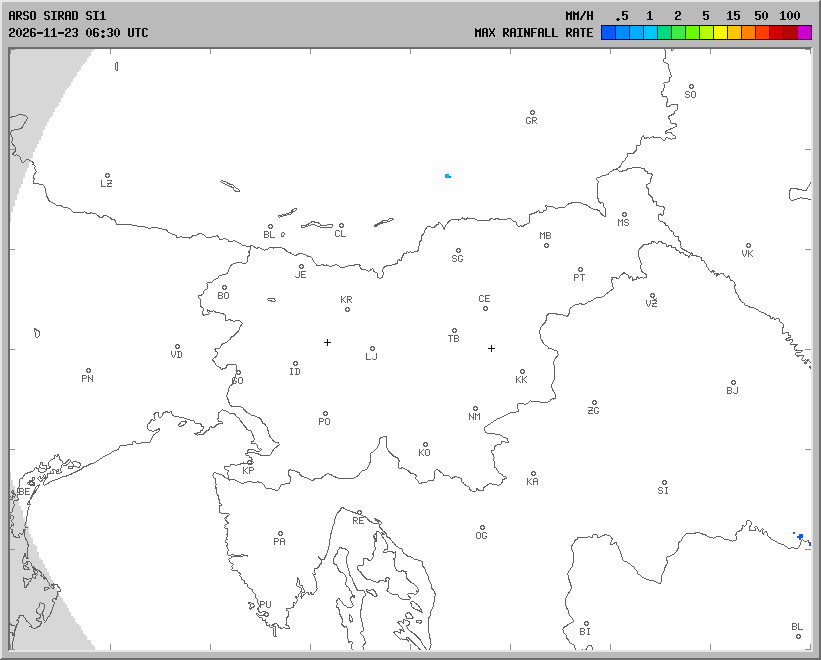 ARSO SIRAD SI1
2026-11-23 06:30 UTC
MM/H .5 1 2 5 15 50 100
MAX RAINFALL RATE
SO
GR
LZ
MS
BL
CL
MB
VK
SG
JE
PT
BO
KR
CE
VZ
TB
VD
LJ
ID
PN
GO
KK
BJ
ZG
NM
PO
KO
KP
KA
BE
SI
RE
OG
PA
PU
BI
BL